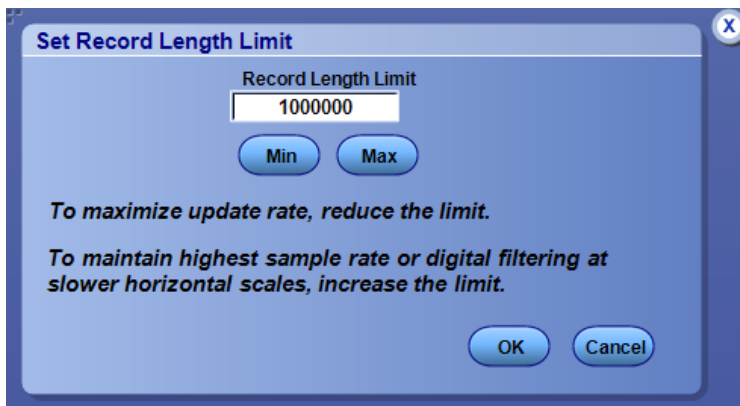 X
Set Record Length Limit
Record Length Limit
1000000
Min Max
To maximize update rate, reduce the limit.
To maintain highest sample rate or digital filtering at
slower horizontal scales, increase the limit.
OK Cancel